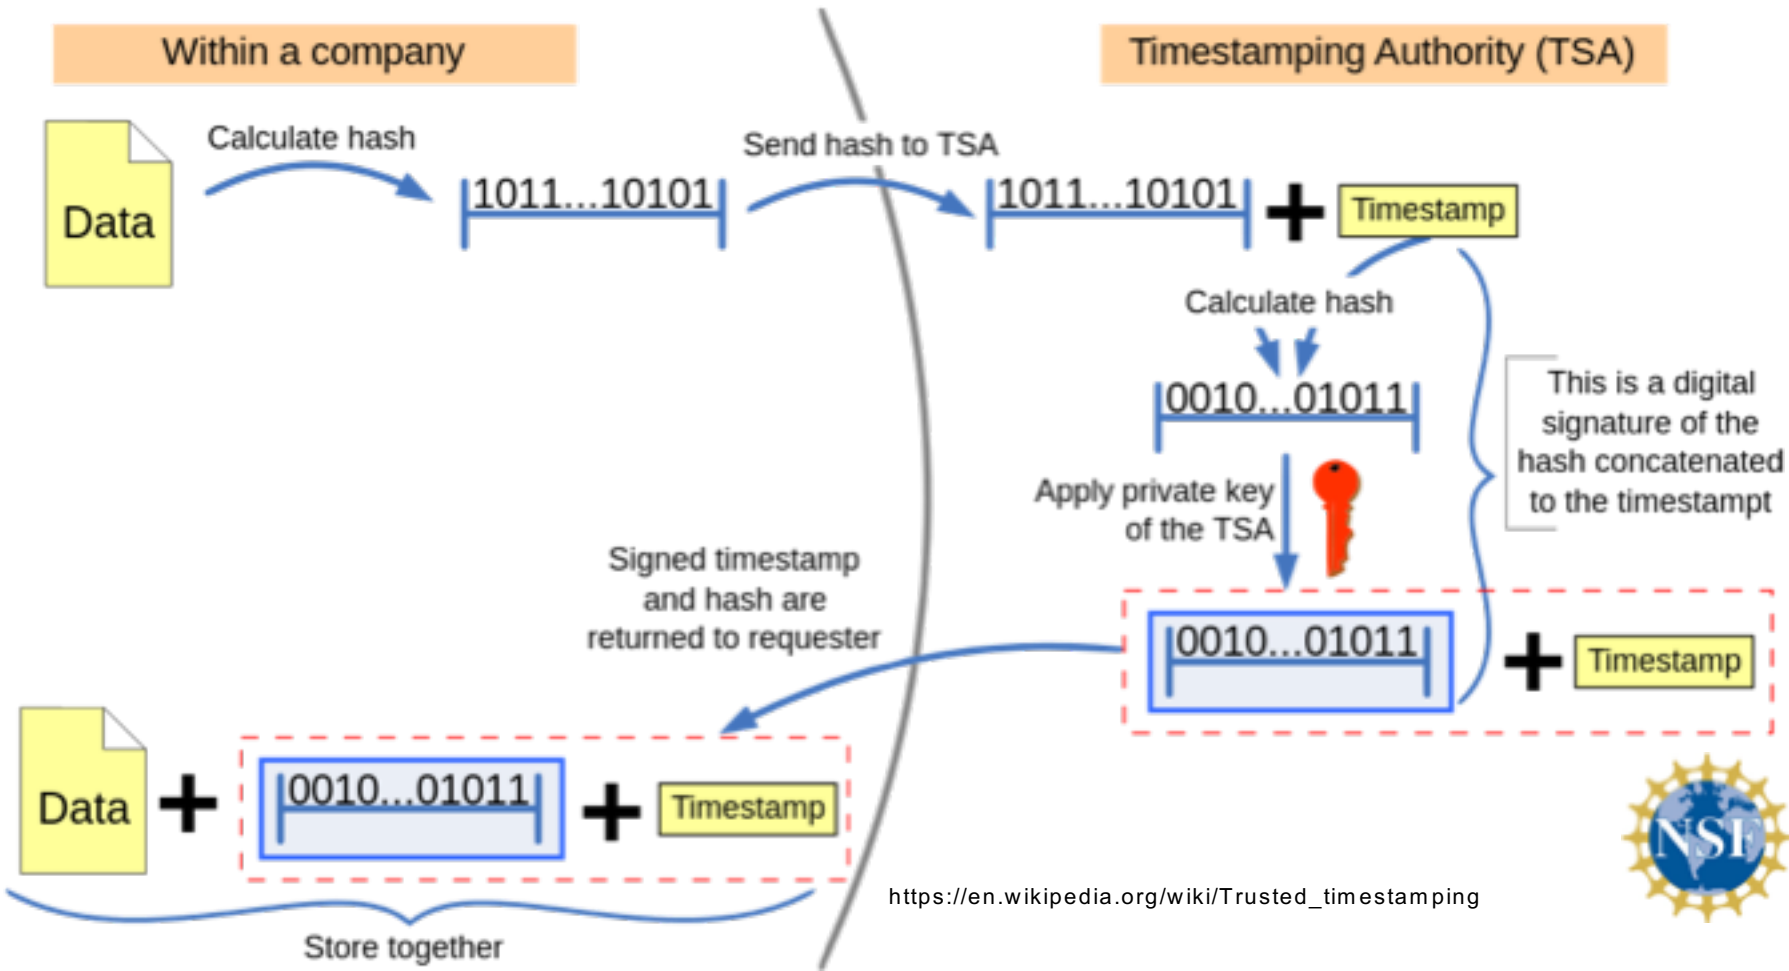 Within a company
Timestamping Authority (TSA)
Data
Calculate hash
1011...10101
Send hash to TSA
1011...10101
Timestamp
Calculate hash
0010...01011
Apply private key
of the TSA
This is a digital
signature of the
hash concatenated
to the timestampt
Signed timestamp
and hash are
returned to requester
0010...01011
Timestamp
Data
0010...01011
Timestamp
Store together
https://en.wikipedia.org/wiki/Trusted_timestamping
NSF